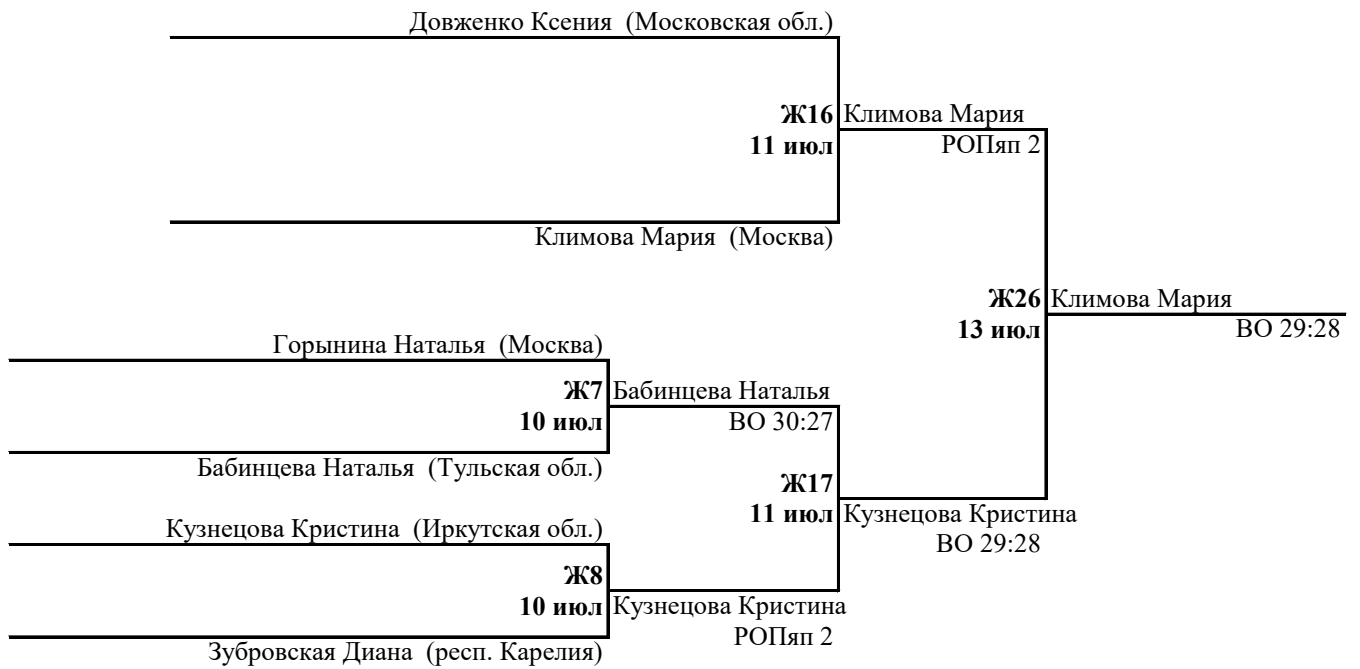 Довженко Ксения (Московская обл.)
Ж16 Климова Мария
11 июл РОПяп 2
Климова Мария (Москва)
Ж26 Климова Мария
13 июл ВО 29:28
Горынина Наталья (Москва)
Ж7 Бабинцева Наталья
10 июл ВО 30:27
Бабинцева Наталья (Тульская обл.)
Ж17
11 июл Кузнецова Кристина
ВО 29:28
Кузнецова Кристина (Иркутская обл.)
Ж8
10 июл Кузнецова Кристина
РОПяп 2
Зубровская Диана (респ. Карелия)